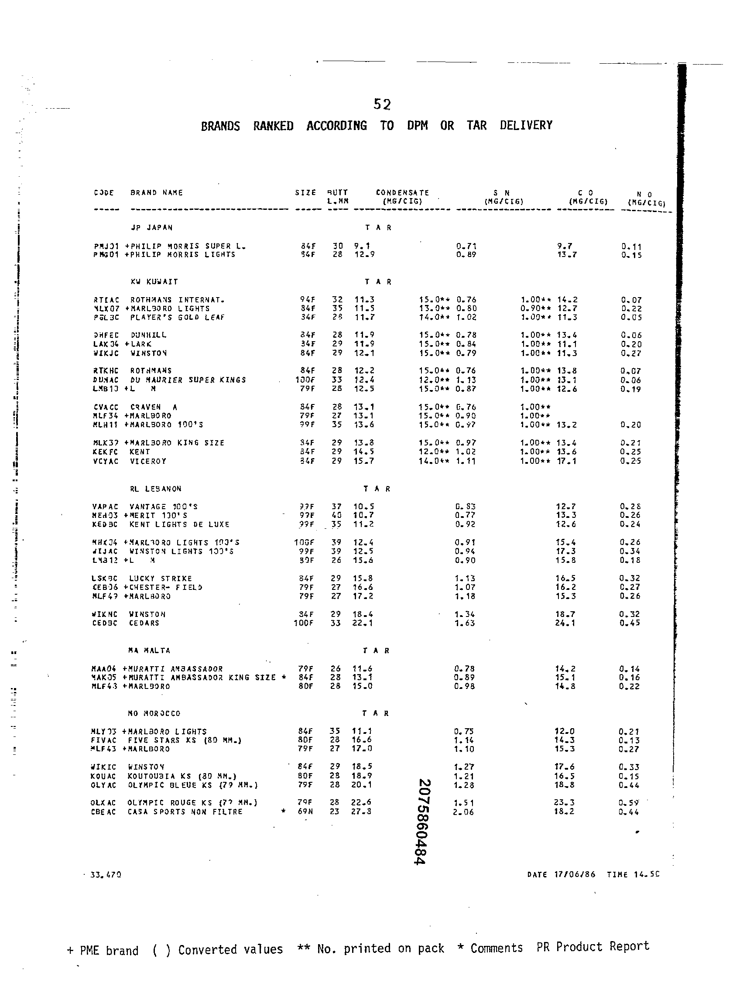 52
BRANDS RANKED ACCORDING TO DPM OR TAR DELIVERY
CODE BRAND NAME SIZE BUTT CONDENSATE S N C O N O
L.MM (MG/CIG) (MG/CIG) (MG/CIG) (MG/CIG)
JP JAPAN T A R
PMJ01 +PHILIP MORRIS SUPER L. 84F 30 9.1 0.71 9.7 0.11
PMQ01 +PHILIP MORRIS LIGHTS 84F 28 12.9 0.89 13.7 0.15
KW KUWAIT T A R
RTIAC ROTHMANS INTERNAT. 94F 32 11.3 15.0** 0.76 1.00** 14.2 0.07
MLK07 +MARLBORO LIGHTS 84F 35 11.5 13.0** 0.80 0.90** 12.7 0.22
PGLBC PLAYER'S GOLD LEAF 84F 28 11.7 14.0** 1.02 1.00** 11.3 0.05
DHFEC DUNHILL 84F 28 11.9 15.0** 0.78 1.00** 13.4 0.06
LAK04 +LARK 84F 29 11.9 15.0** 0.84 1.00** 11.1 0.20
WIKJC WINSTON 84F 29 12.1 15.0** 0.79 1.00** 11.3 0.27
RTKHC ROTHMANS 84F 28 12.2 15.0** 0.76 1.00** 13.8 0.07
DUMAC DU MAURIER SUPER KINGS 100F 33 12.4 12.0** 1.13 1.00** 13.1 0.06
LMB10 +L M 79F 28 12.5 15.0** 0.87 1.00** 12.6 0.19
CVACC CRAVEN A 84F 28 13.1 15.0** 0.76 1.00**
MLF34 +MARLBORO 79F 27 13.1 15.0** 0.90 1.00**
MLH11 +MARLBORO 100'S 99F 35 13.6 15.0** 0.97 1.00** 13.2 0.20
MLK37 +MARLBORO KING SIZE 84F 29 13.8 15.0** 0.97 1.00** 13.4 0.21
KEKFC KENT 84F 29 14.5 12.0** 1.02 1.00** 13.6 0.25
VCYAC VICEROY 84F 29 15.7 14.0** 1.11 1.00** 17.1 0.25
RL LEBANON T A R
VAPAC VANTAGE 100'S 99F 37 10.5 0.83 12.7 0.28
MEH03 +MERIT 100'S 99F 40 10.7 0.77 13.3 0.26
KEDBC KENT LIGHTS DE LUXE 99F 35 11.2 0.92 12.6 0.24
MHK04 +MARLBORO LIGHTS 100'S 100F 39 12.4 0.91 15.4 0.26
WIJAC WINSTON LIGHTS 100'S 99F 39 12.5 0.94 17.3 0.34
LMB12 +L M 80F 26 15.6 0.90 15.8 0.18
LSK9C LUCKY STRIKE 84F 29 15.8 1.13 16.5 0.32
CEB06 +CHESTER- FIELD 79F 27 16.6 1.07 16.2 0.27
MLF49 +MARLBORO 79F 27 17.2 1.18 15.5 0.26
WIKNC WINSTON 84F 29 18.4 1.34 18.7 0.32
CEDBC CEDARS 100F 33 22.1 1.63 24.1 0.45
MA MALTA T A R
MAA04 +MURATTI AMBASSADOR 79F 26 11.6 0.78 14.2 0.14
MAK05 +MURATTI AMBASSADOR KING SIZE * 84F 28 13.1 0.89 15.1 0.16
MLF43 +MARLBORO 80F 28 15.0 0.98 14.8 0.22
MO MOROCCO T A R
MLY03 +MARLBORO LIGHTS 84F 35 11.1 0.75 12.0 0.21
FIVAC FIVE STARS KS (80 MM.) 80F 28 16.6 1.14 14.3 0.13
MLF43 +MARLBORO 79F 27 17.0 1.10 15.3 0.27
WIKIC WINSTON 84F 29 18.5 1.27 17.6 0.33
KOUAC KOUTOUBIA KS (80 MM.) 80F 28 18.9 1.21 16.5 0.15
OLYAC OLYMPIC BLEUE KS (79 MM.) 79F 28 20.1 1.28 18.8 0.44
OLXAC OLYMPIC ROUGE KS (79 MM.) 79F 28 22.6 1.51 23.3 0.59
CBEAC CASA SPORTS NON FILTRE * 69N 23 27.8 2.06 18.2 0.44
2075860484
33.470 DATE 17/06/86 TIME 14.50
+ PME brand ( ) Converted values ** No. printed on pack * Comments PR Product Report